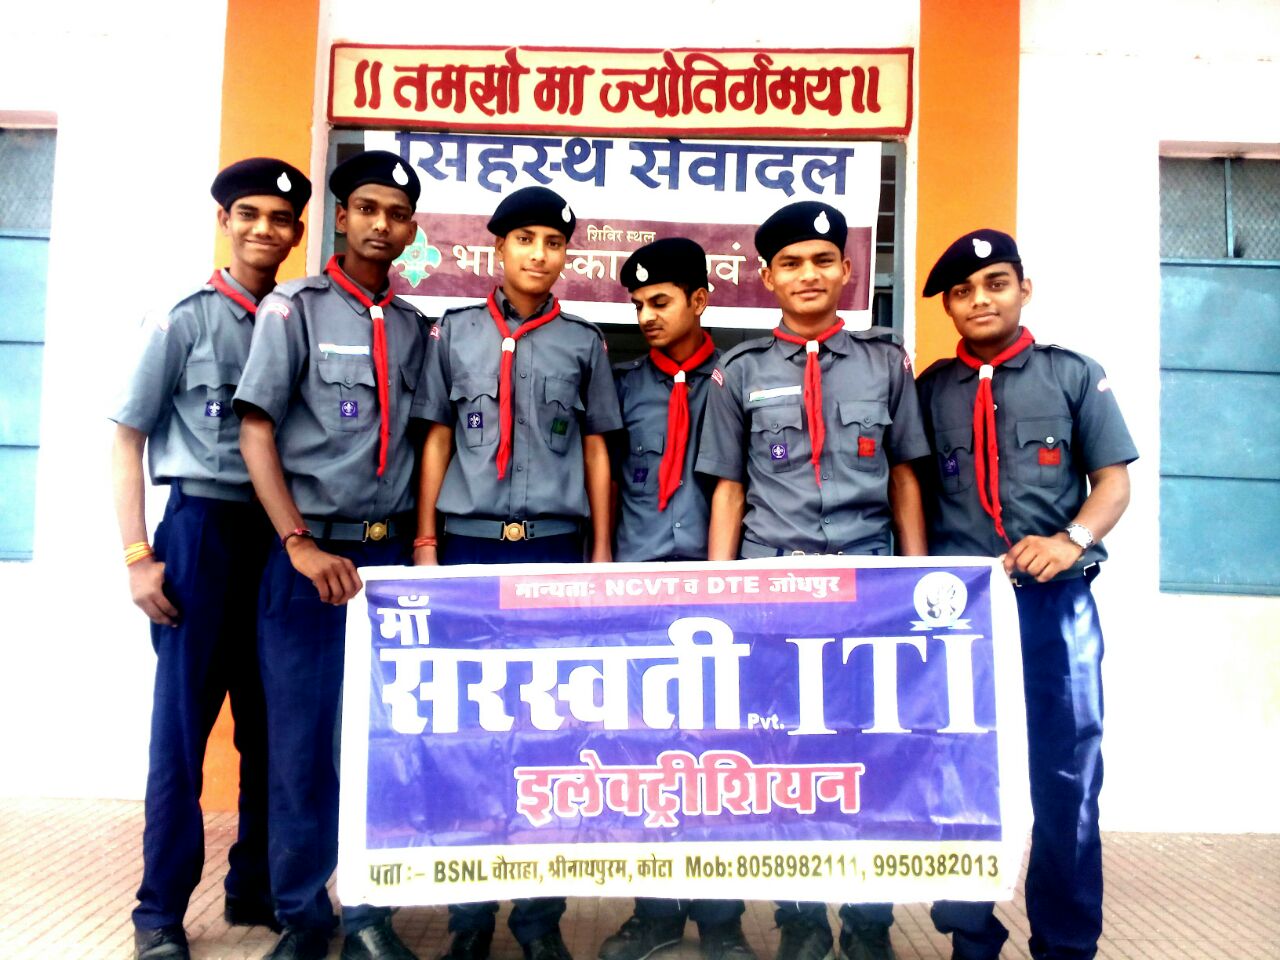 ॥ तमसो मा ज्योतिर्गमय ॥
सिंहस्थ सेवादल
शिविर स्थल
एवं
मान्यताः NCVT व DTE जोधपुर
माँ
सरस्वती Pvt. ITI
इलेक्ट्रीशियन
पता :- BSNL चौराहा, श्रीनाथपुरम, कोटा Mob: 8058982111, 9950382013